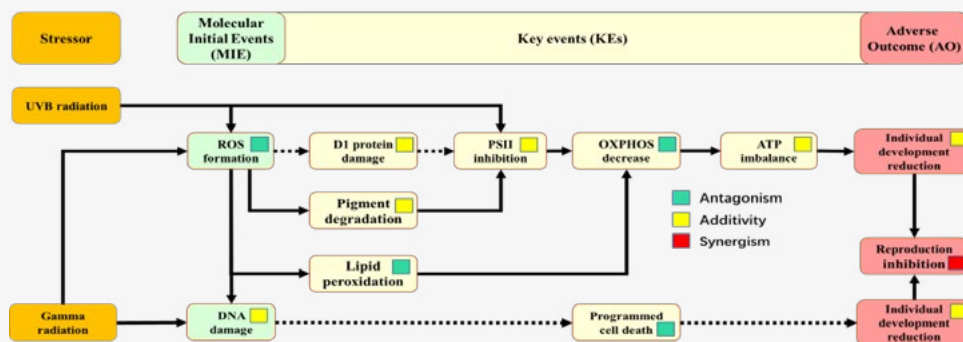 Stressor
Molecular
Initial Events
(MIE)
Key events (KEs)
Adverse
Outcome (AO)
UVB radiation
ROS
formation
D1 protein
damage
PSII
inhibition
OXPHOS
decrease
ATP
imbalance
Individual
development
reduction
Pigment
degradation
Antagonism
Additivity
Synergism
Lipid
peroxidation
Reproduction
inhibition
Gamma
radiation
DNA
damage
Programmed
cell death
Individual
development
reduction